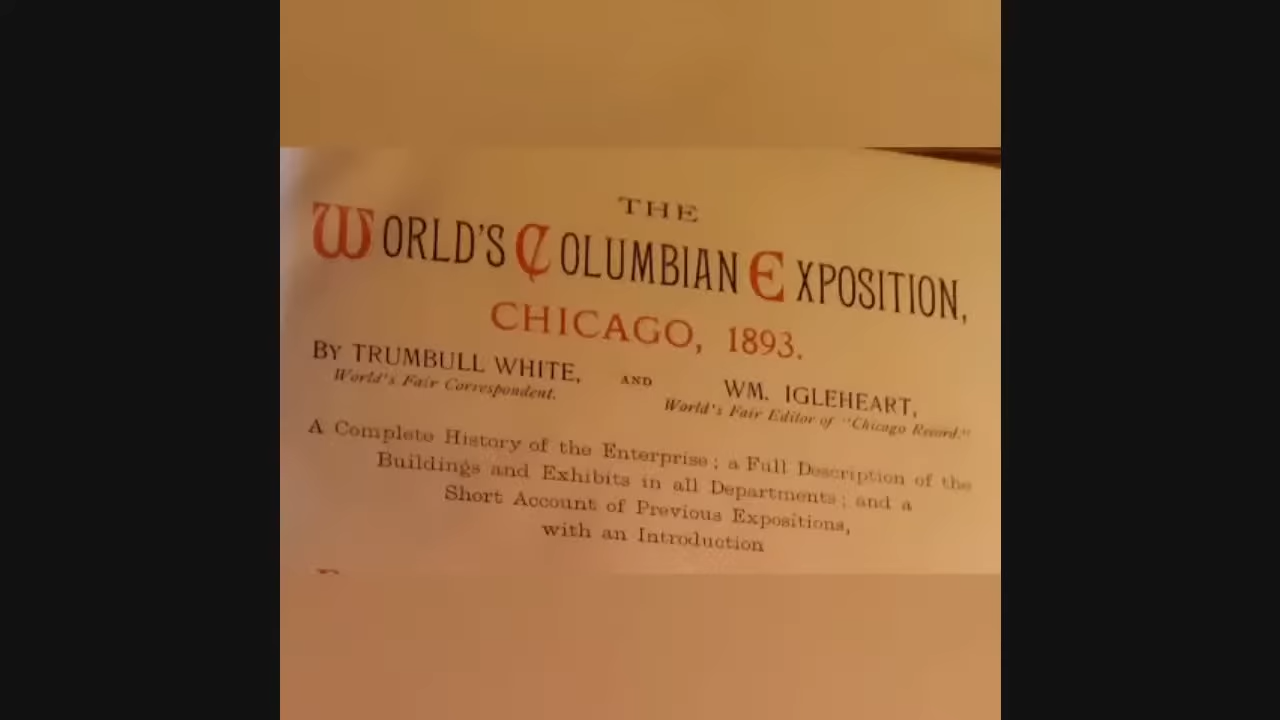 THE
WORLD'S COLUMBIAN EXPOSITION,
CHICAGO, 1893.
BY TRUMBULL WHITE, AND WM. IGLEHEART,
World's Fair Correspondent. World's Fair Editor of "Chicago Record."
A Complete History of the Enterprise; a Full Description of the
Buildings and Exhibits in all Departments; and a
Short Account of Previous Expositions,
with an Introduction